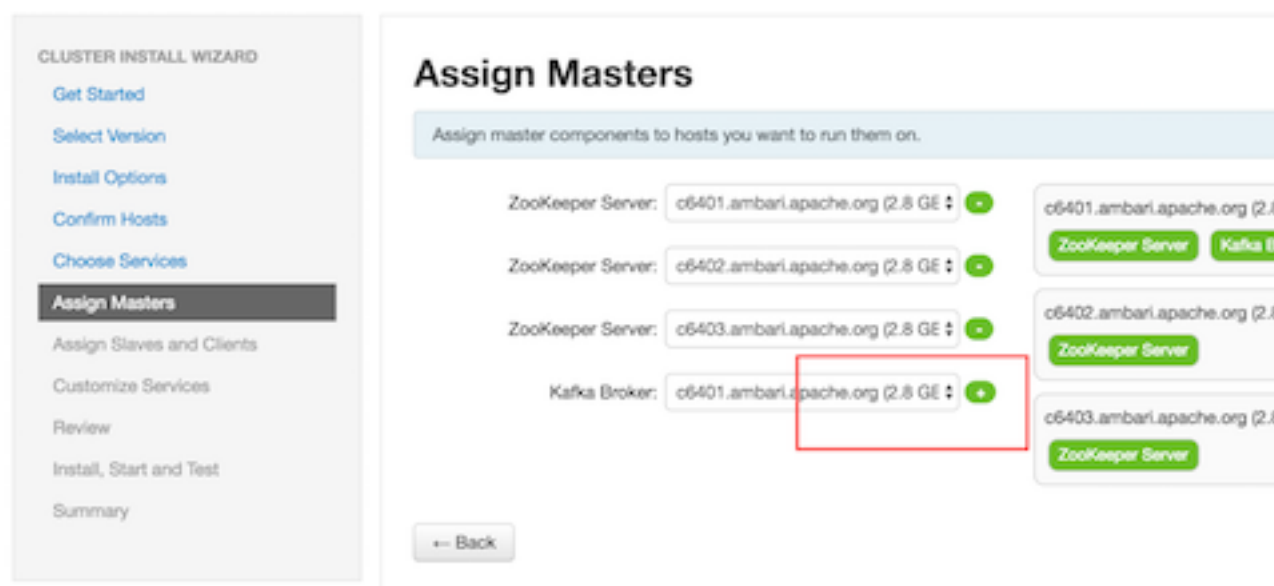 CLUSTER INSTALL WIZARD
Get Started
Select Version
Install Options
Confirm Hosts
Choose Services
Assign Masters
Assign Slaves and Clients
Customize Services
Review
Install, Start and Test
Summary
Assign Masters
Assign master components to hosts you want to run them on.
ZooKeeper Server: c6401.ambari.apache.org (2.8 GE -
ZooKeeper Server: c6402.ambari.apache.org (2.8 GE -
ZooKeeper Server: c6403.ambari.apache.org (2.8 GE -
Kafka Broker: c6401.ambari.apache.org (2.8 GE +
← Back
c6401.ambari.apache.org (2.8
ZooKeeper Server Kafka B
c6402.ambari.apache.org (2.8
ZooKeeper Server
c6403.ambari.apache.org (2.8
ZooKeeper Server